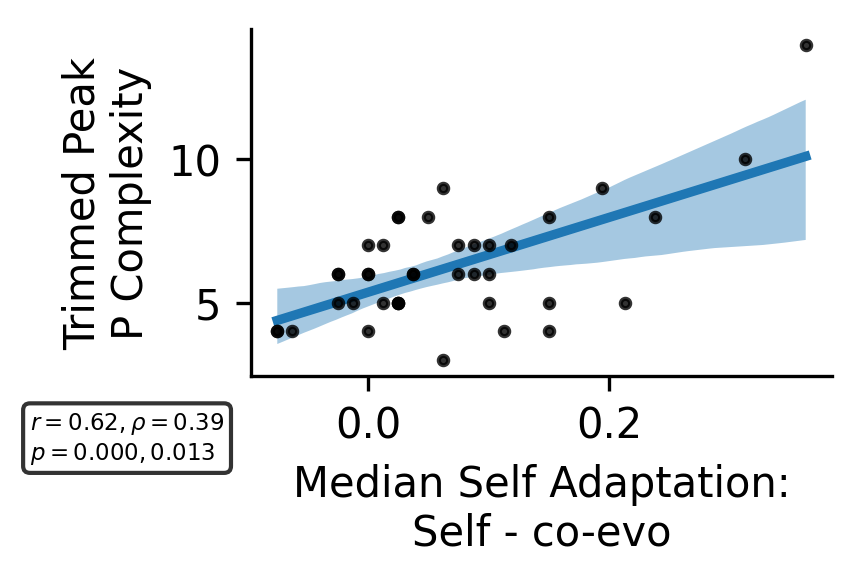 Trimmed Peak
P Complexity
10
5
0.0
0.2
Median Self Adaptation:
Self - co-evo
r = 0.62, ρ = 0.39
p = 0.000, 0.013